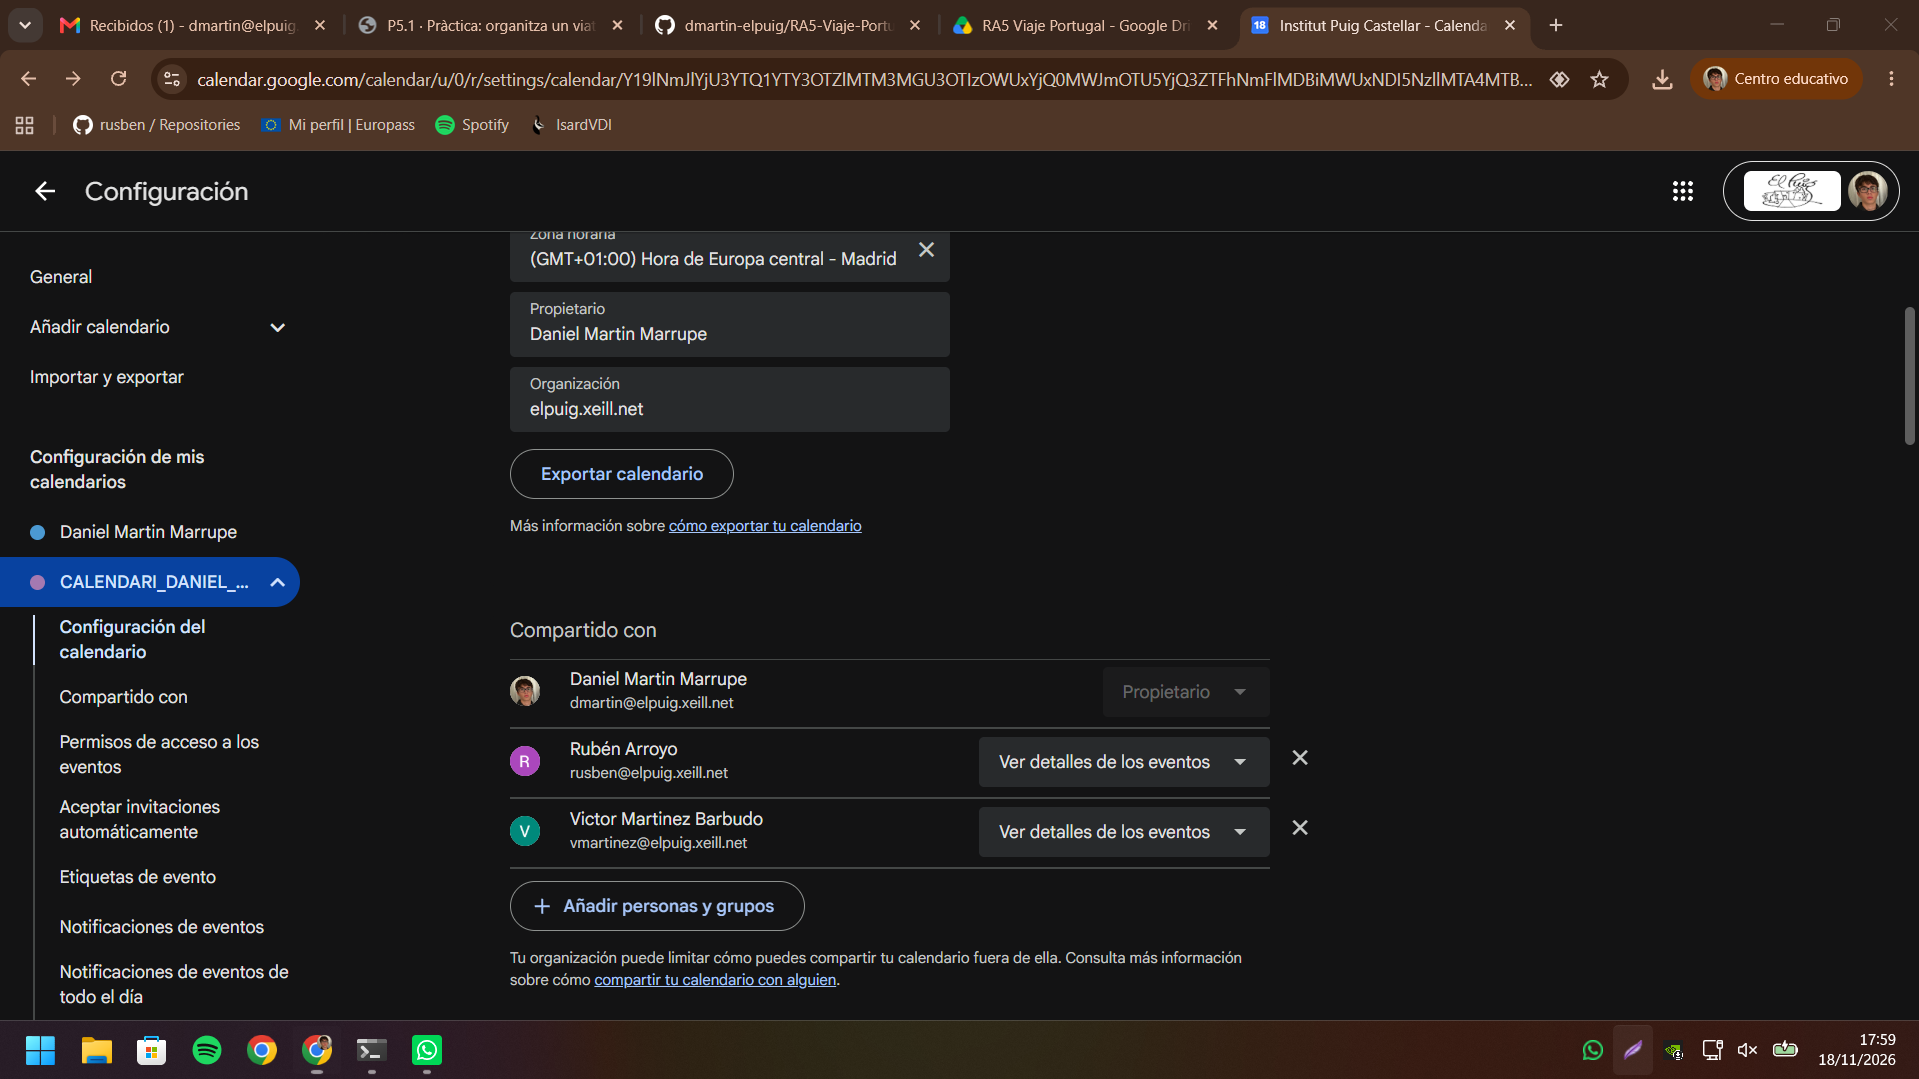 Recibidos (1) - dmartin@elpuig.
P5.1 · Pràctica: organitza un viat
dmartin-elpuig/RA5-Viaje-Portu
RA5 Viaje Portugal - Google Dri
18
Institut Puig Castellar - Calenda
calendar.google.com/calendar/u/0/r/settings/calendar/
Centro educativo
rusben / Repositories
Mi perfil | Europass
Spotify
IsardVDI
Configuración
El Puig
General
Añadir calendario
Importar y exportar
Configuración de mis
calendarios
Daniel Martin Marrupe
CALENDARI_DANIEL_...
Configuración del
calendario
Compartido con
Permisos de acceso a los
eventos
Aceptar invitaciones
automáticamente
Etiquetas de evento
Notificaciones de eventos
Notificaciones de eventos de
todo el día
Zona horaria
(GMT+01:00) Hora de Europa central - Madrid
Propietario
Daniel Martin Marrupe
Organización
elpuig.xeill.net
Exportar calendario
Más información sobre cómo exportar tu calendario
Compartido con
Daniel Martin Marrupe
dmartin@elpuig.xeill.net
Propietario
R
Rubén Arroyo
rusben@elpuig.xeill.net
Ver detalles de los eventos
V
Victor Martinez Barbudo
vmartinez@elpuig.xeill.net
Ver detalles de los eventos
Añadir personas y grupos
Tu organización puede limitar cómo puedes compartir tu calendario fuera de ella. Consulta más información
sobre cómo compartir tu calendario con alguien.
17:59
18/11/2026